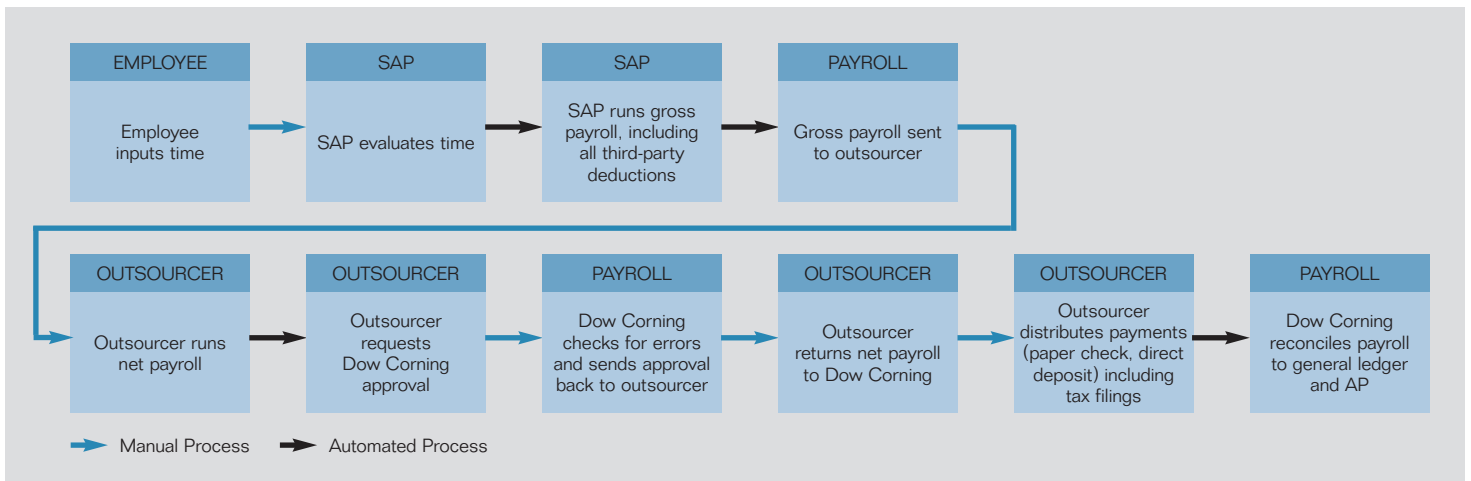 EMPLOYEE
Employee
inputs time
SAP
SAP evaluates time
SAP
SAP runs gross
payroll, including
all third-party
deductions
PAYROLL
Gross payroll sent
to outsourcer
OUTSOURCER
Outsourcer runs
net payroll
OUTSOURCER
Outsourcer
requests
Dow Corning
approval
PAYROLL
Dow Corning
checks for errors
and sends approval
back to outsourcer
OUTSOURCER
Outsourcer
returns net payroll
to Dow Corning
OUTSOURCER
Outsourcer
distributes payments
(paper check, direct
deposit) including
tax filings
PAYROLL
Dow Corning
reconciles payroll
to general ledger
and AP
Manual Process
Automated Process